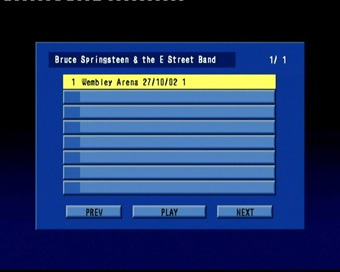 Bruce Springsteen & the E Street Band 1/ 1
1 Wembley Arena 27/10/02 1
PREV PLAY NEXT